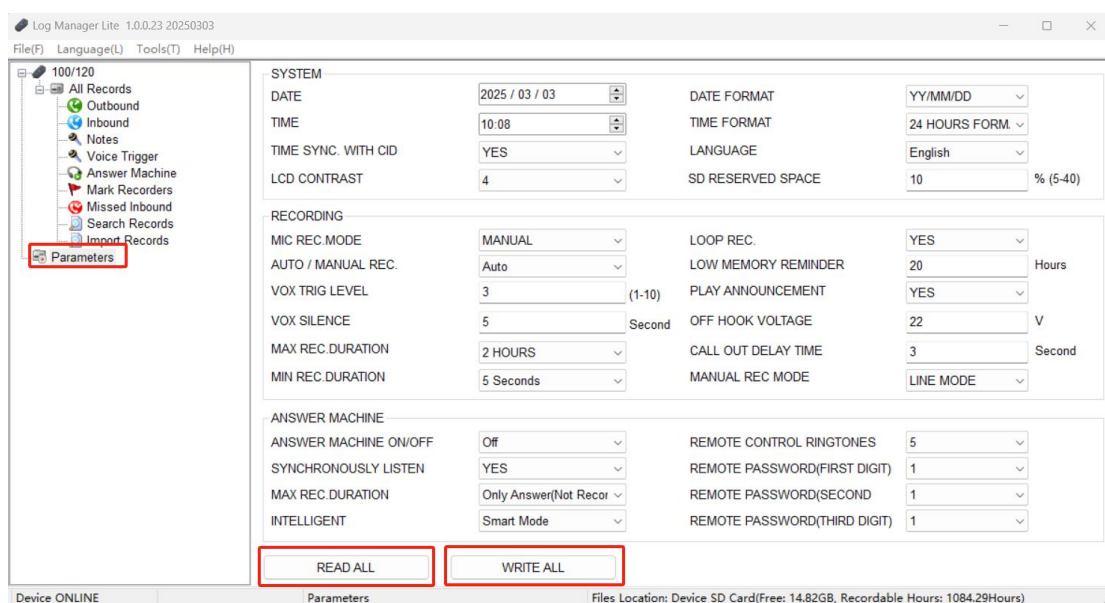 Log Manager Lite 1.0.0.23 20250303
File(F) Language(L) Tools(T) Help(H)
100/120
All Records
Outbound
Inbound
Notes
Voice Trigger
Answer Machine
Mark Recorders
Missed Inbound
Search Records
Import Records
Parameters
SYSTEM
DATE 2025 / 03 / 03 DATE FORMAT YY/MM/DD
TIME 10:08 TIME FORMAT 24 HOURS FORM.
TIME SYNC. WITH CID YES LANGUAGE English
LCD CONTRAST 4 SD RESERVED SPACE 10 % (5-40)
RECORDING
MIC REC.MODE MANUAL LOOP REC. YES
AUTO / MANUAL REC. Auto LOW MEMORY REMINDER 20 Hours
VOX TRIG LEVEL 3 (1-10) PLAY ANNOUNCEMENT YES
VOX SILENCE 5 Second OFF HOOK VOLTAGE 22 V
MAX REC.DURATION 2 HOURS CALL OUT DELAY TIME 3 Second
MIN REC.DURATION 5 Seconds MANUAL REC MODE LINE MODE
ANSWER MACHINE
ANSWER MACHINE ON/OFF Off REMOTE CONTROL RINGTONES 5
SYNCHRONOUSLY LISTEN YES REMOTE PASSWORD(FIRST DIGIT) 1
MAX REC.DURATION Only Answer(Not Recor REMOTE PASSWORD(SECOND 1
INTELLIGENT Smart Mode REMOTE PASSWORD(THIRD DIGIT) 1
READ ALL WRITE ALL
Device ONLINE Parameters Files Location: Device SD Card(Free: 14.82GB, Recordable Hours: 1084.29Hours)